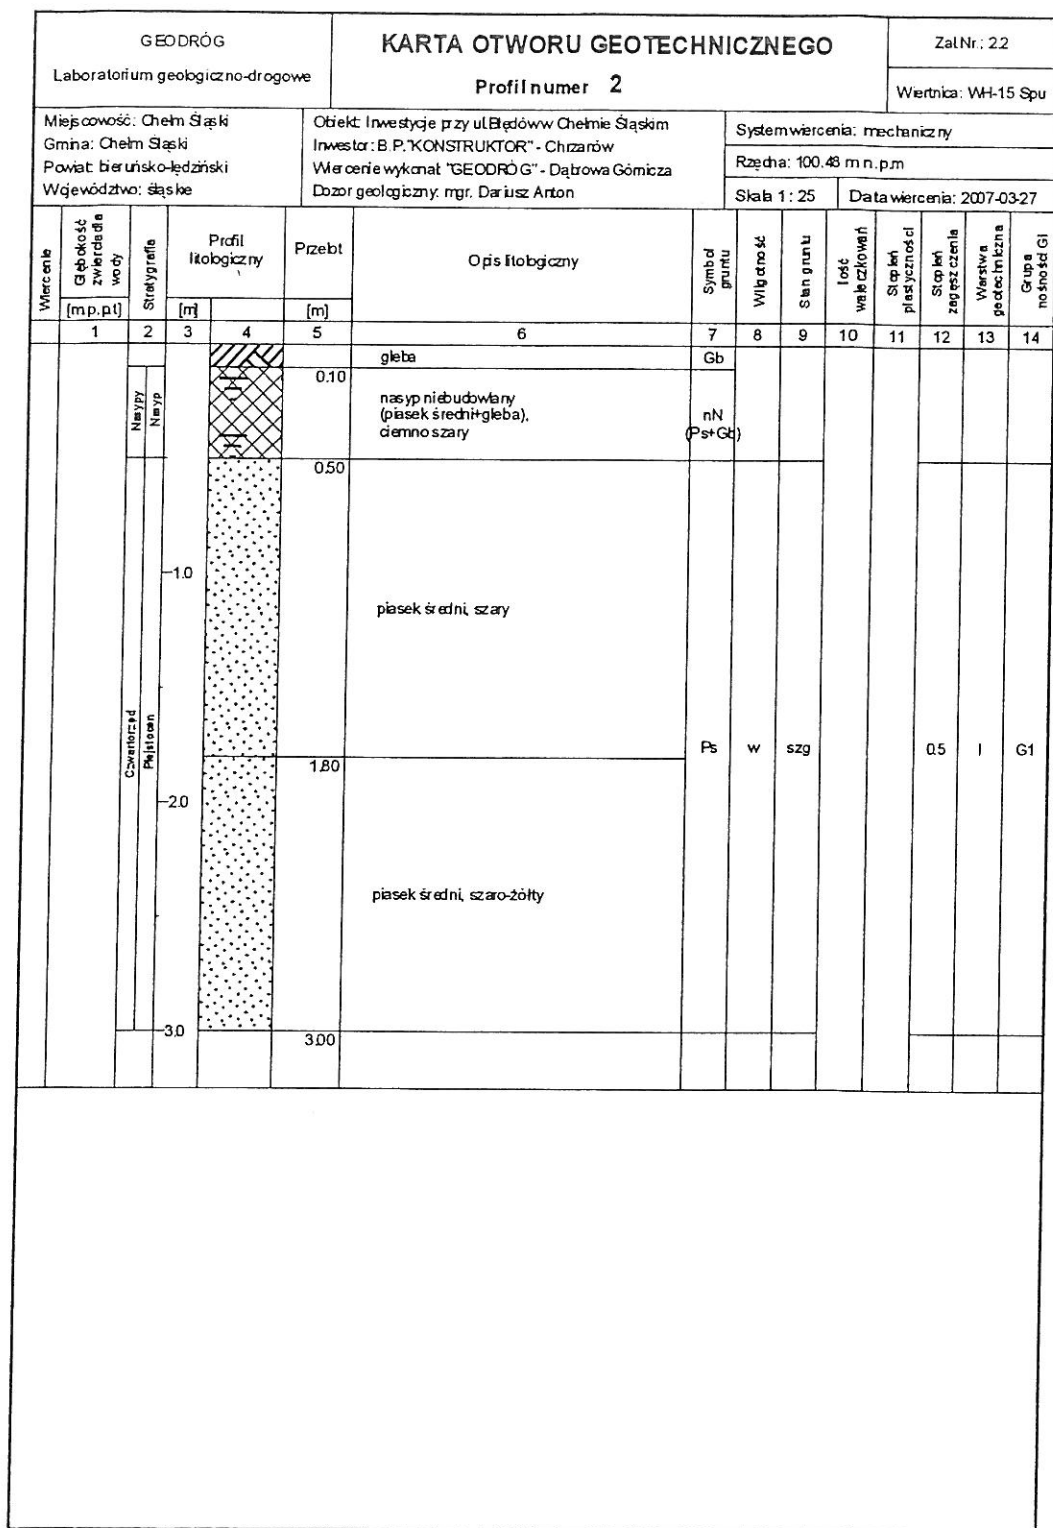 GEODRÓG
Laboratorium geologiczno-drogowe
KARTA OTWORU GEOTECHNICZNEGO
Profil numer 2
Zał.Nr.: 2.2
Wiertnica: WH-15 Spu
Miejscowość: Chełm Śląski
Gmina: Chełm Śląski
Powiat: bieruńsko-lędziński
Województwo: śląskie
Obiekt: Inwestycje przy ul.Błędów w Chełmie Śląskim
Inwestor: B.P."KONSTRUKTOR" - Chrzanów
Wiercenie wykonał: "GEODRÓG" - Dąbrowa Górnicza
Dozór geologiczny: mgr. Dariusz Anton
System wiercenia: mechaniczny
Rzędna: 100.48 m n.p.m
Skala 1 : 25
Data wiercenia: 2007-03-27
Wiercenie
Głębokość zwierciadła wody
[m p.p.t]
Stratygrafia
Profil litologiczny
[m]
Przelot
[m]
Opis litologiczny
Symbol gruntu
Wilgotność
Stan gruntu
Ilość wałeczkowań
Stopień plastyczności
Stopień zagęszczenia
Warstwa geotechniczna
Grupa nośności Gi
1 2 3 4 5 6 7 8 9 10 11 12 13 14
gleba
Gb
0.10
Nasypy
Nasyp
nasyp niebudowlany
(piasek średni+gleba),
ciemnoszary
nN
(Ps+Gb)
0.50
1.0
piasek średni, szary
Czwartorzęd
Plejstocen
1.80
Ps w szg 0.5 I G1
2.0
piasek średni, szaro-żółty
3.0
3.00